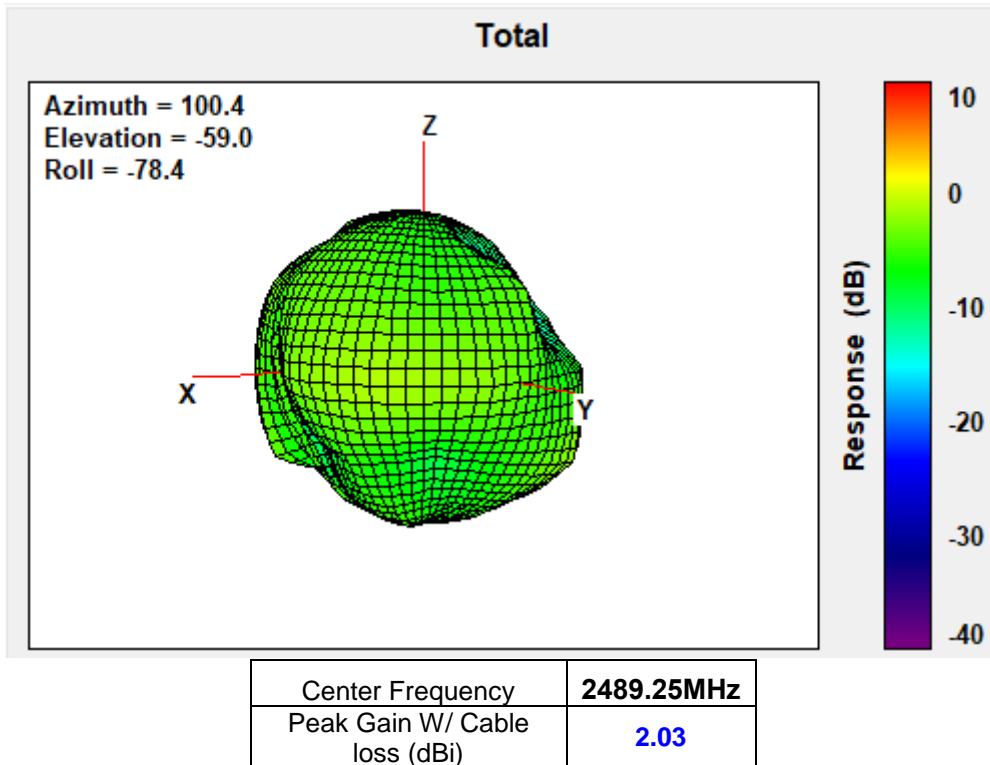 Total
Azimuth = 100.4
Elevation = -59.0
Roll = -78.4
Z
X
Y
10
0
-10
-20
-30
-40
Response (dB)
Center Frequency 2489.25MHz
Peak Gain W/ Cable
loss (dBi) 2.03